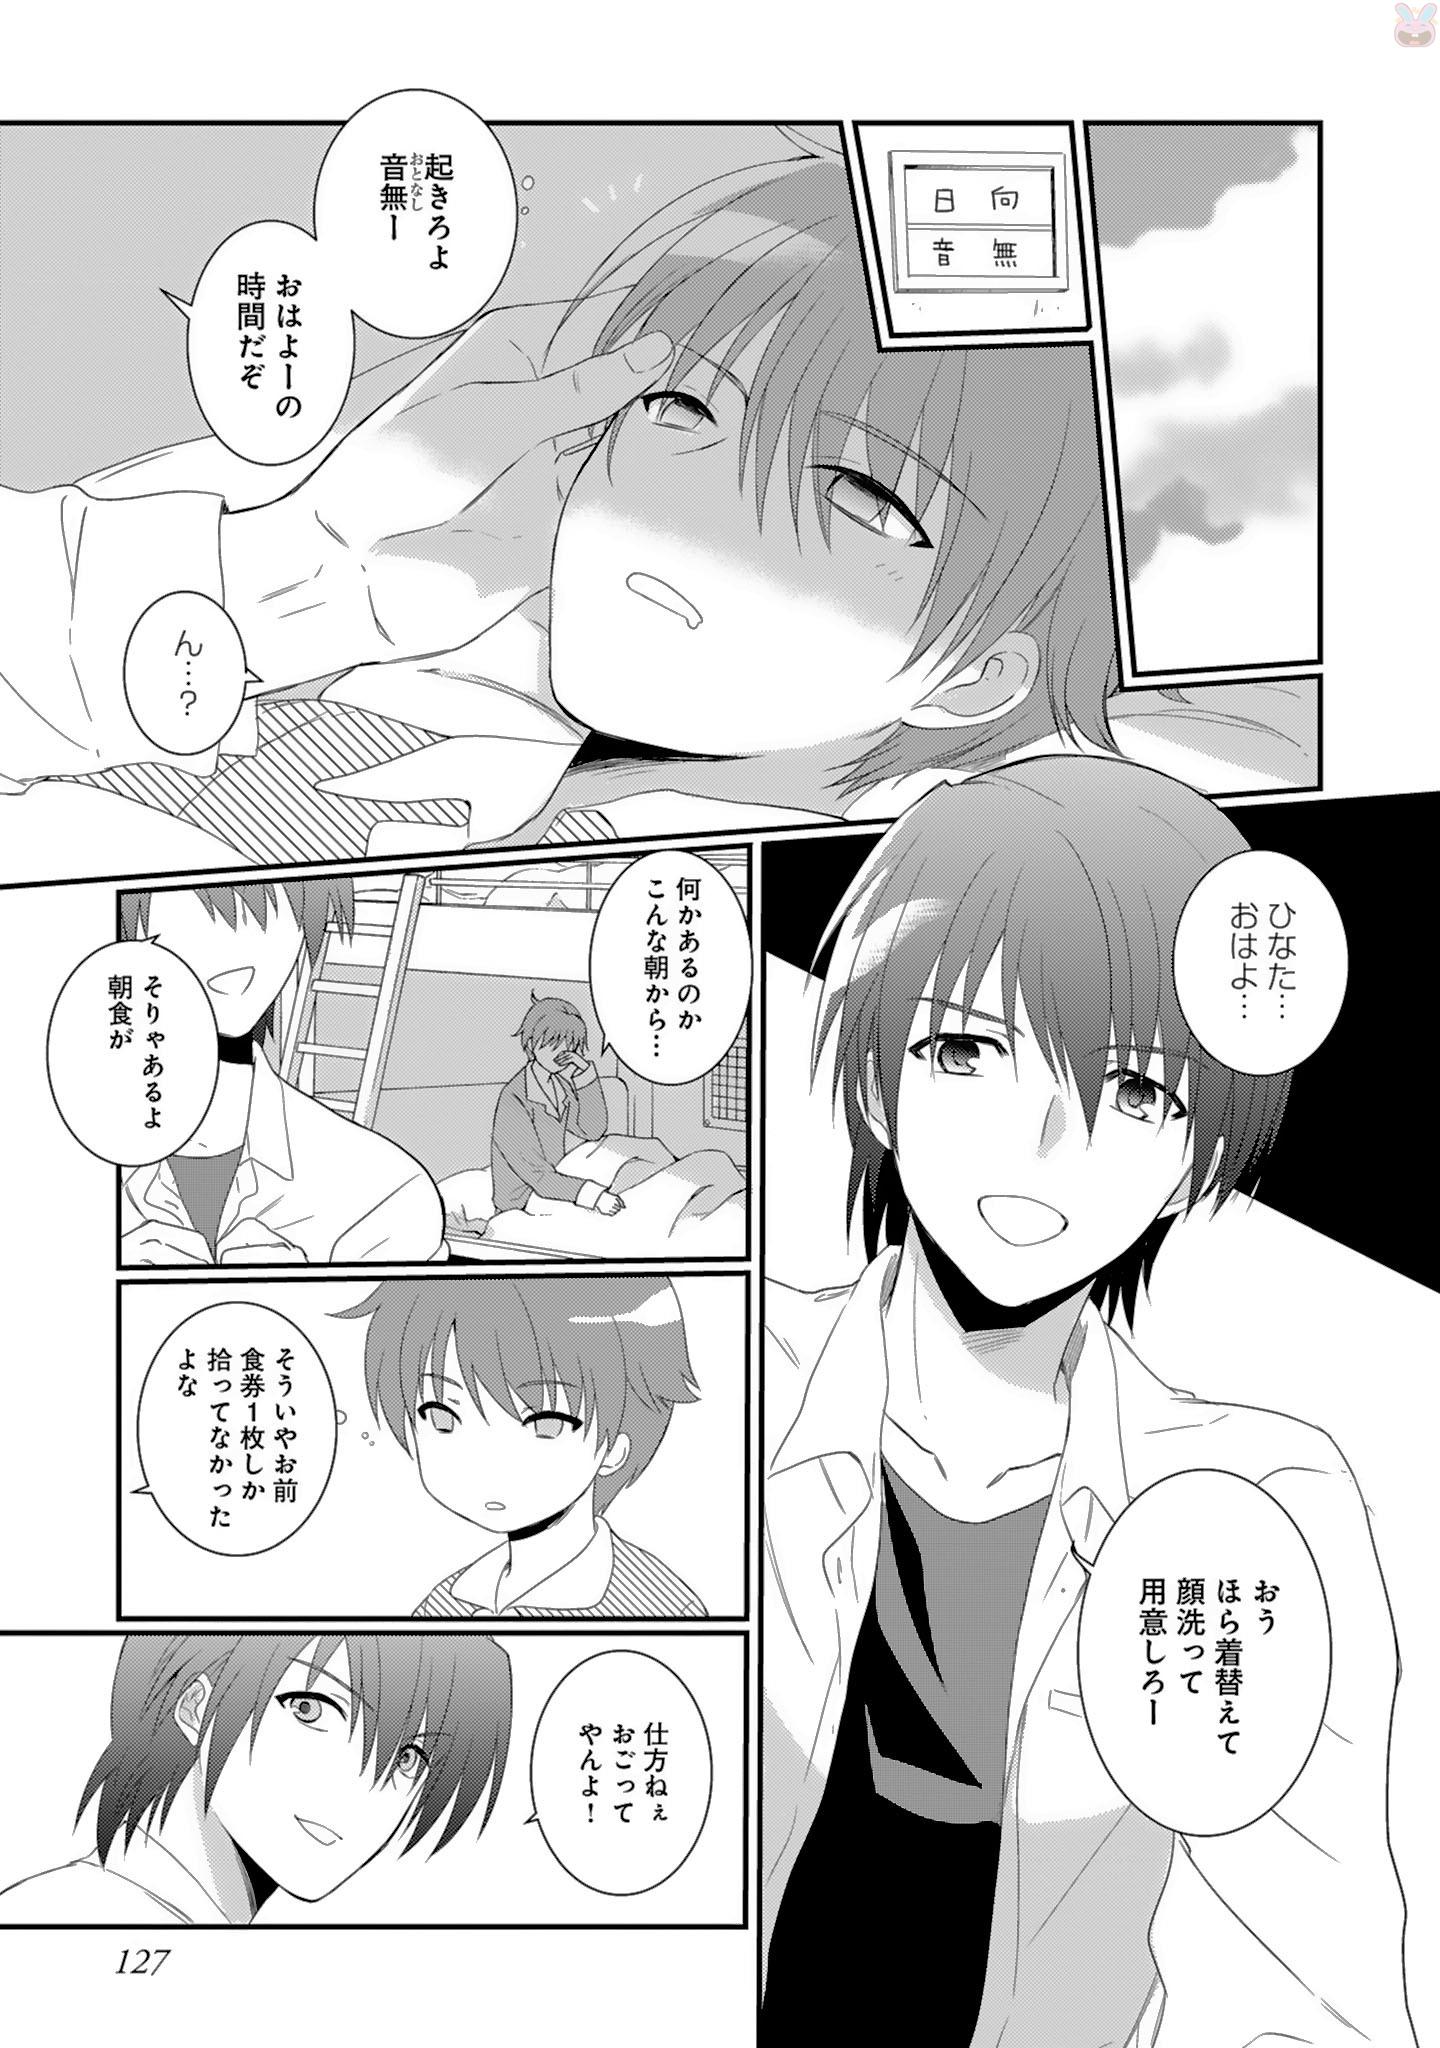 日向
音無
起きろよ
音無ー
おとなし
おはよーの
時間だぞ
ん…？
ひなた…
おはよ…
おう
ほら着替えて
顔洗って
用意しろー
何かあるのか
こんな朝から…
そりゃあるよ
朝食が
そういやお前
食券1枚しか
拾ってなかった
よな
仕方ねぇ
おごって
やんよ！
127